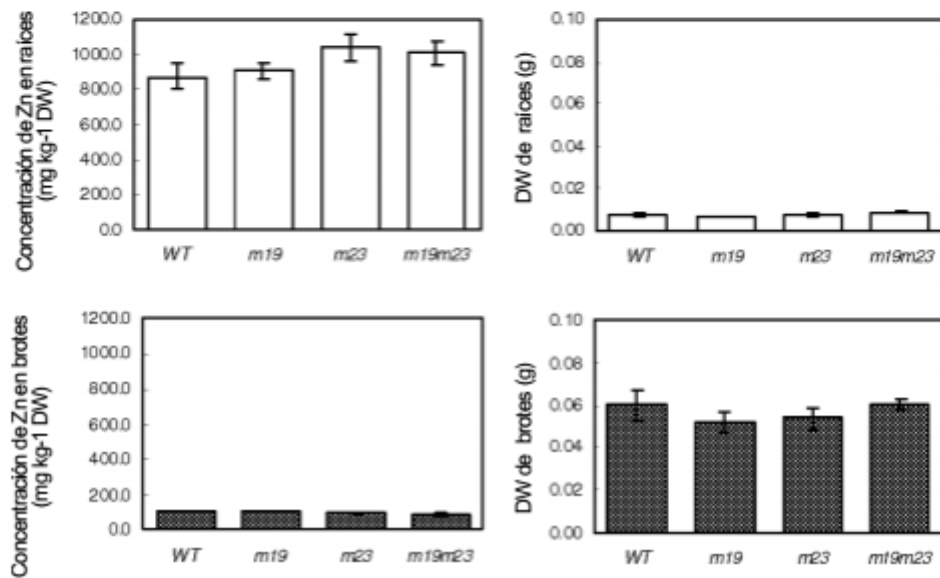 Concentración de Zn en raíces
(mg kg-1 DW)
1200.0
1000.0
800.0
600.0
400.0
200.0
0.0
WT m19 m23 m19m23
DW de raíces (g)
0.10
0.08
0.06
0.04
0.02
0.00
WT m19 m23 m19m23
Concentración de Zn en brotes
(mg kg-1 DW)
1200.0
1000.0
800.0
600.0
400.0
200.0
0.0
WT m19 m23 m19m23
DW de brotes (g)
0.10
0.08
0.06
0.04
0.02
0.00
WT m19 m23 m19m23